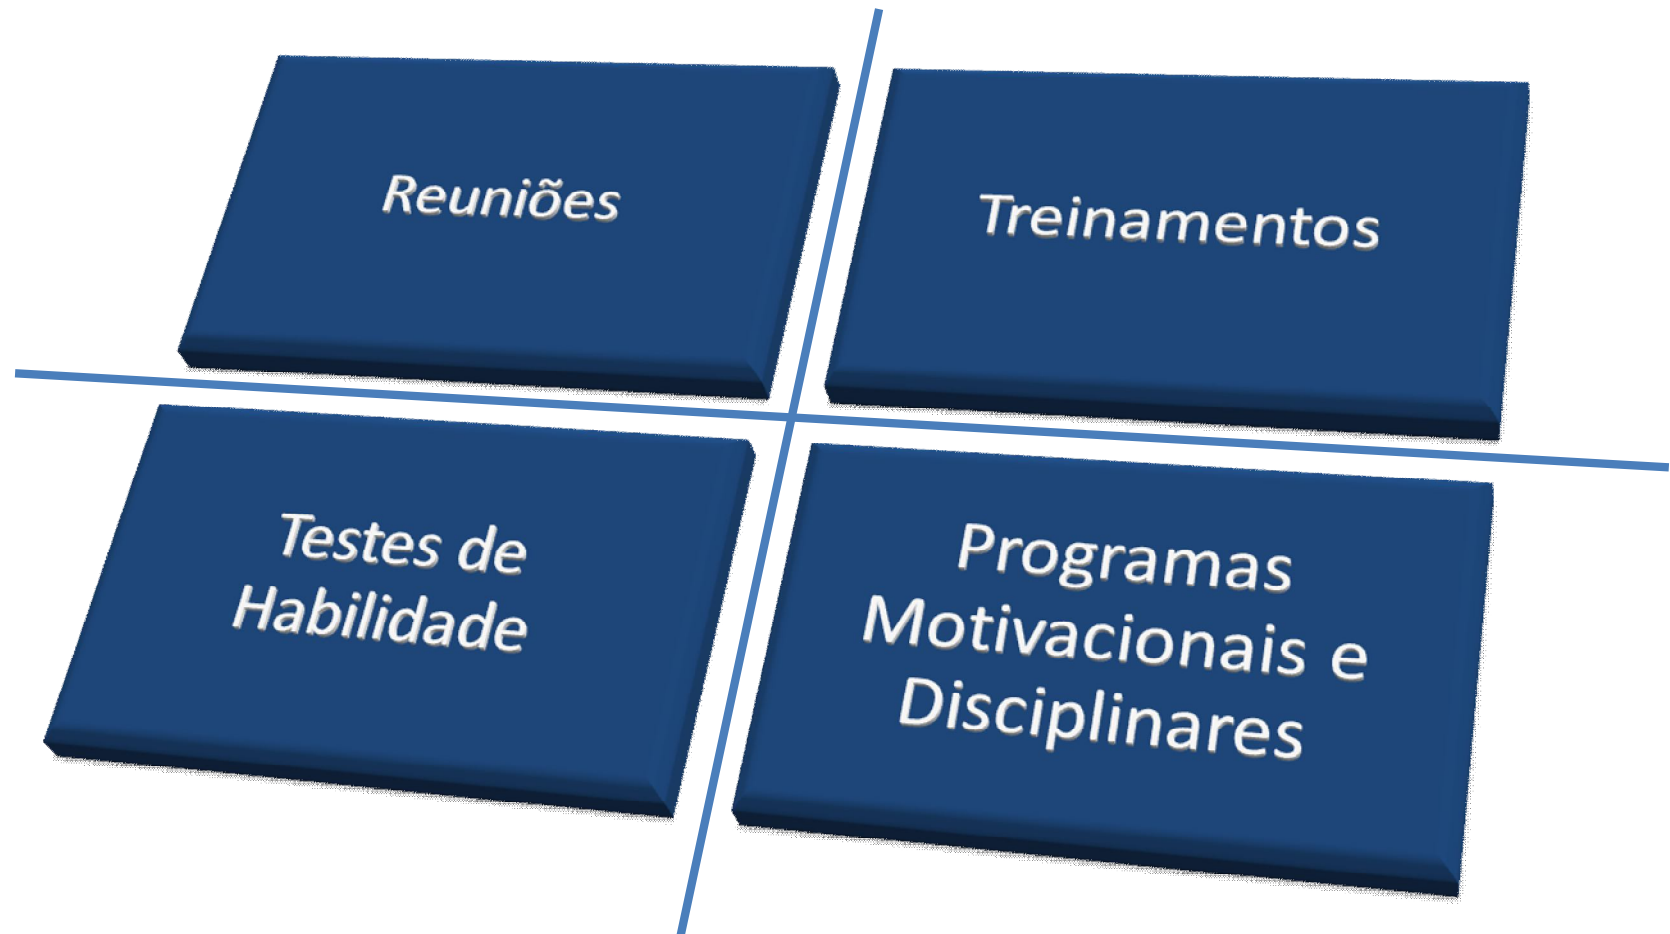 Reuniões
Treinamentos
Testes de
Habilidade
Programas
Motivacionais e
Disciplinares